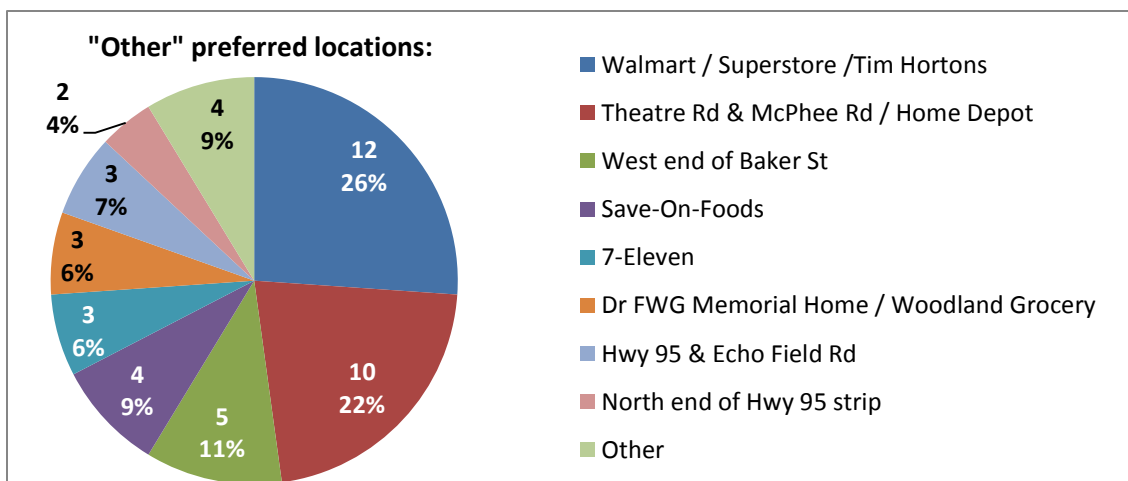 "Other" preferred locations:
2
4%
4
9%
12
26%
3
7%
3
6%
3
6%
4
9%
5
11%
10
22%
Walmart / Superstore /Tim Hortons
Theatre Rd & McPhee Rd / Home Depot
West end of Baker St
Save-On-Foods
7-Eleven
Dr FWG Memorial Home / Woodland Grocery
Hwy 95 & Echo Field Rd
North end of Hwy 95 strip
Other